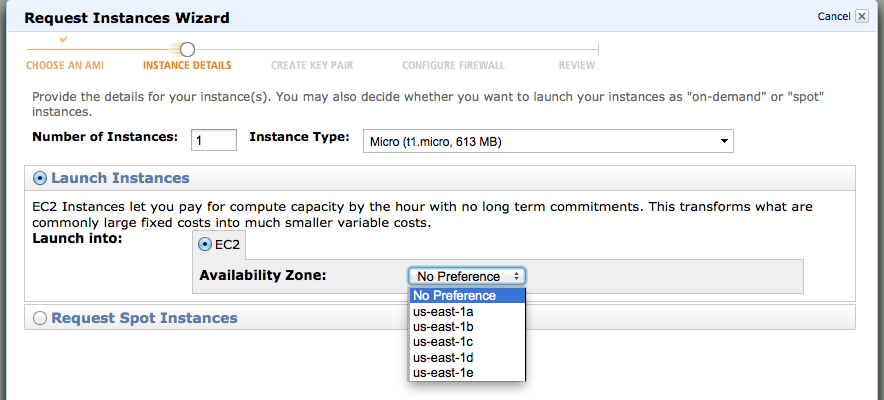 Request Instances Wizard
Cancel
CHOOSE AN AMI
INSTANCE DETAILS
CREATE KEY PAIR
CONFIGURE FIREWALL
REVIEW
Provide the details for your instance(s). You may also decide whether you want to launch your instances as "on-demand" or "spot"
instances.
Number of Instances: 1 Instance Type: Micro (t1.micro, 613 MB)
Launch Instances
EC2 Instances let you pay for compute capacity by the hour with no long term commitments. This transforms what are
commonly large fixed costs into much smaller variable costs.
Launch into:
EC2
Availability Zone: No Preference
No Preference
us-east-1a
us-east-1b
us-east-1c
us-east-1d
us-east-1e
Request Spot Instances